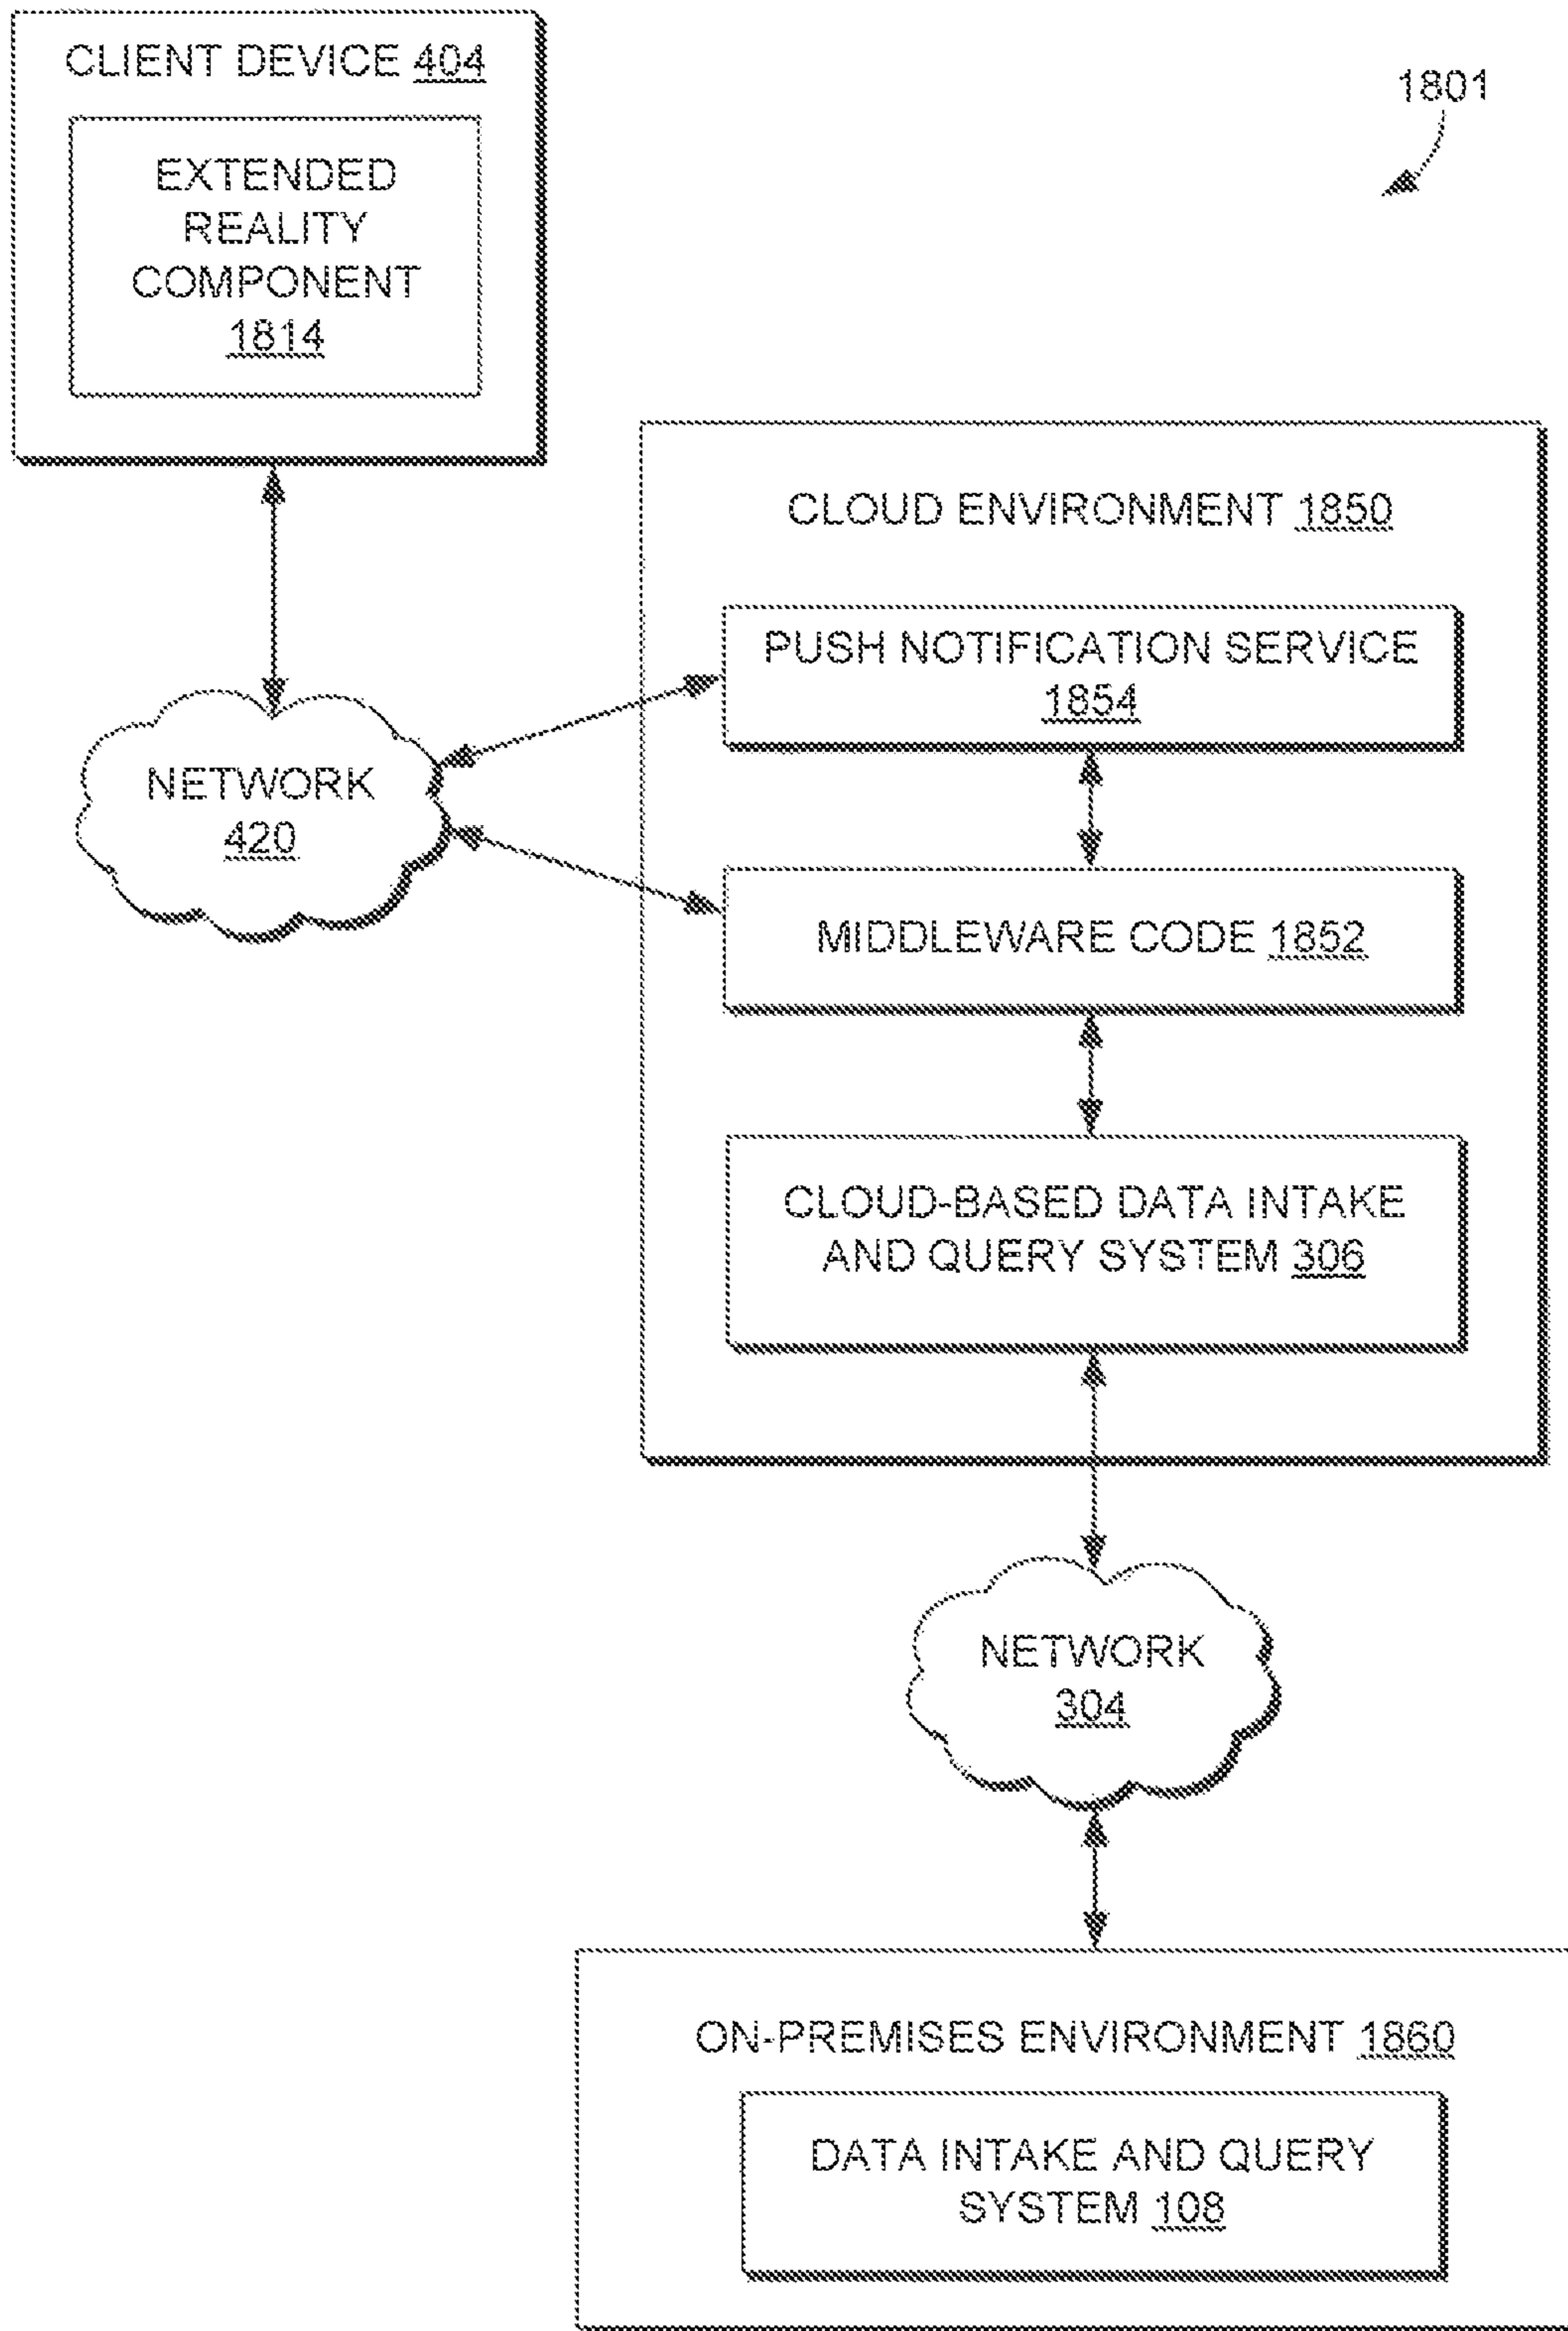 CLIENT DEVICE 404
EXTENDED
REALITY
COMPONENT
1814
1801
CLOUD ENVIRONMENT 1850
PUSH NOTIFICATION SERVICE
1854
NETWORK
420
MIDDLEWARE CODE 1852
CLOUD-BASED DATA INTAKE
AND QUERY SYSTEM 306
NETWORK
304
ON-PREMISES ENVIRONMENT 1860
DATA INTAKE AND QUERY
SYSTEM 108